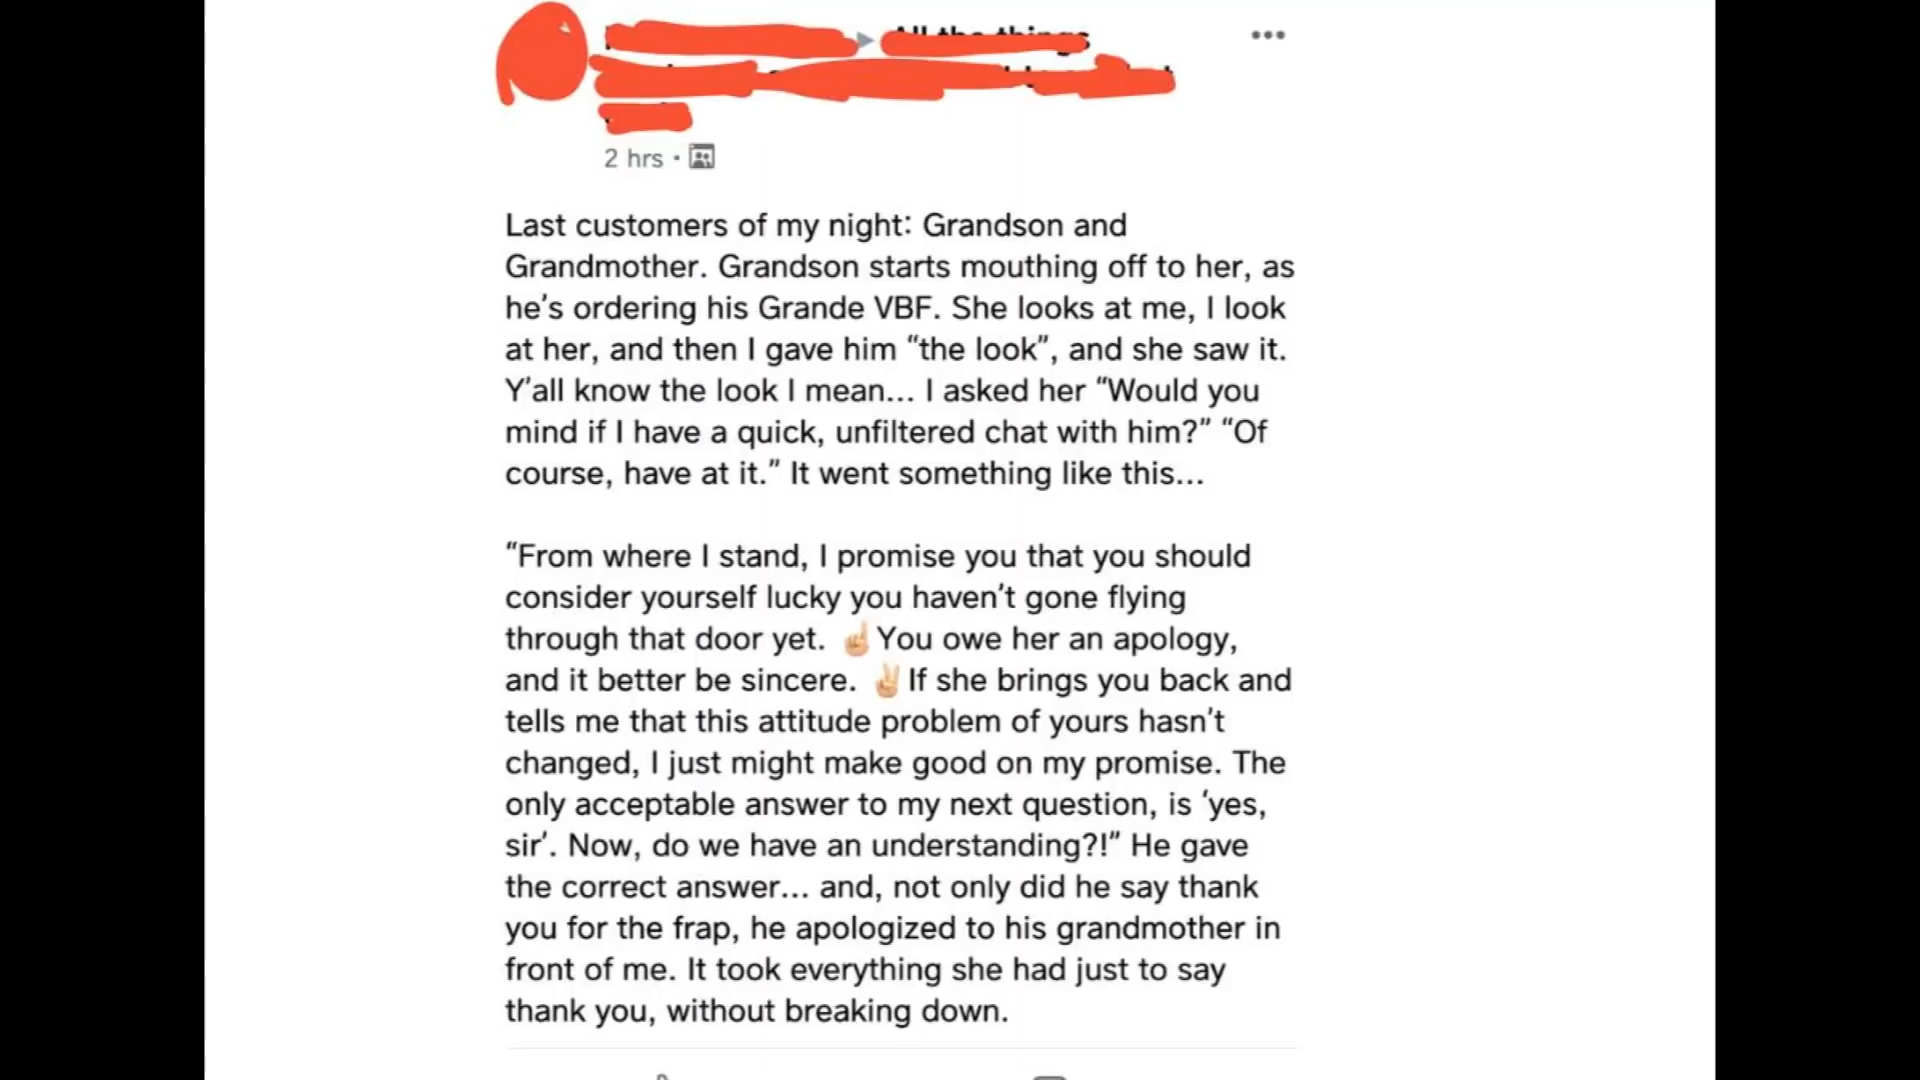 All the things
2 hrs ·
Last customers of my night: Grandson and
Grandmother. Grandson starts mouthing off to her, as
he's ordering his Grande VBF. She looks at me, I look
at her, and then I gave him “the look”, and she saw it.
Y'all know the look I mean... I asked her “Would you
mind if I have a quick, unfiltered chat with him?” “Of
course, have at it.” It went something like this...
“From where I stand, I promise you that you should
consider yourself lucky you haven't gone flying
through that door yet. ☝🏻You owe her an apology,
and it better be sincere. ✌🏻If she brings you back and
tells me that this attitude problem of yours hasn't
changed, I just might make good on my promise. The
only acceptable answer to my next question, is 'yes,
sir'. Now, do we have an understanding?!” He gave
the correct answer... and, not only did he say thank
you for the frap, he apologized to his grandmother in
front of me. It took everything she had just to say
thank you, without breaking down.